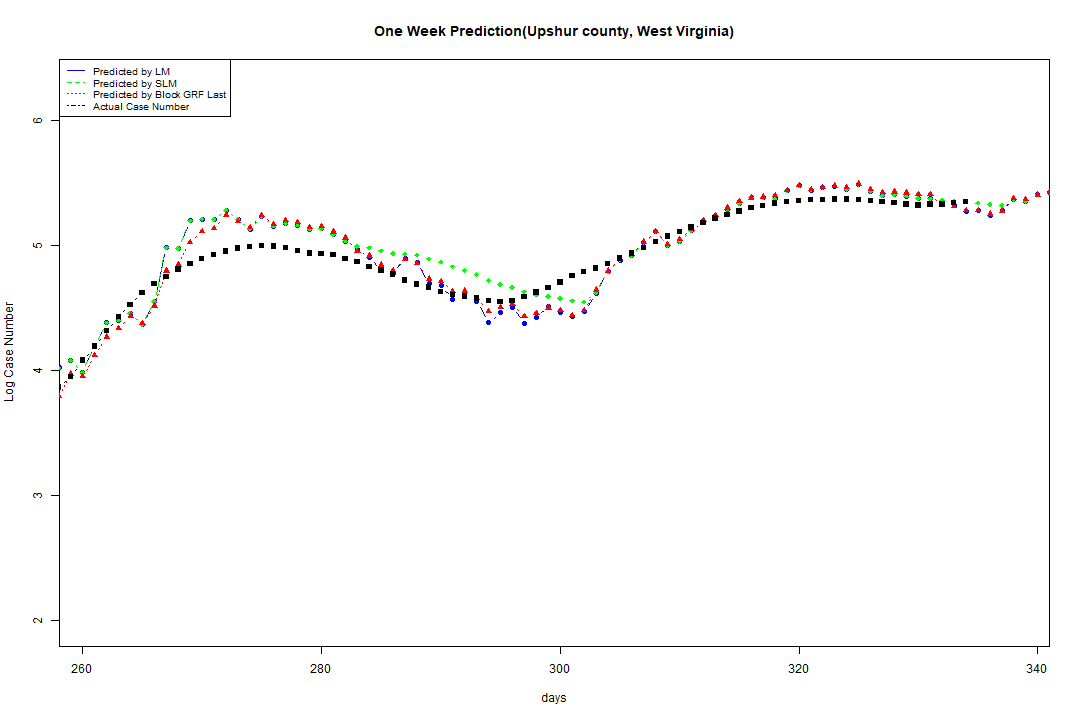 One Week Prediction(Upshur county, West Virginia)
Predicted by LM
Predicted by SLM
Predicted by Block GRF Last
Actual Case Number
6
5
4
3
2
Log Case Number
260 280 300 320 340
days